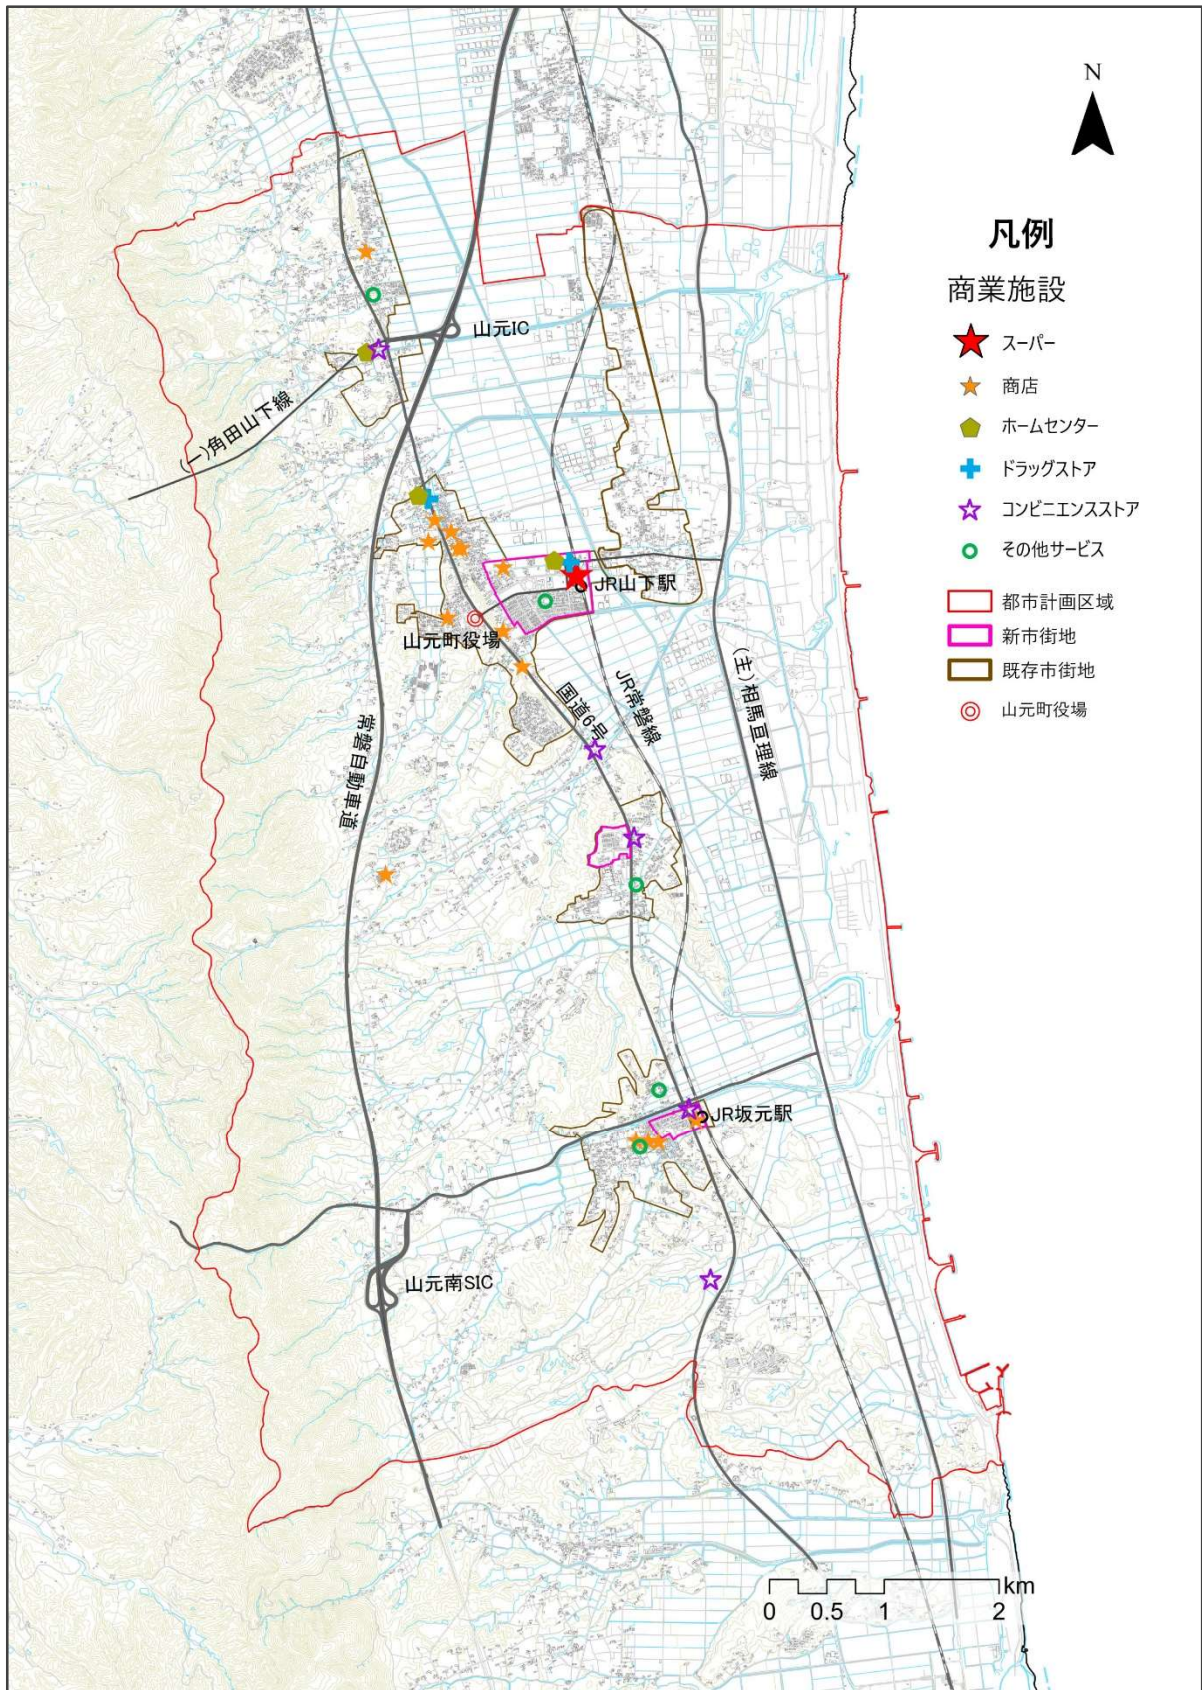 N
凡例
商業施設
スーパー
商店
ホームセンター
ドラッグストア
コンビニエンスストア
その他サービス
都市計画区域
新市街地
既存市街地
山元町役場
山元IC
(一)角田山下線
JR山下駅
山元町役場
国道6号
JR常磐線
(主)相馬亘理線
常磐自動車道
JR坂元駅
山元南SIC
km
0 0.5 1 2